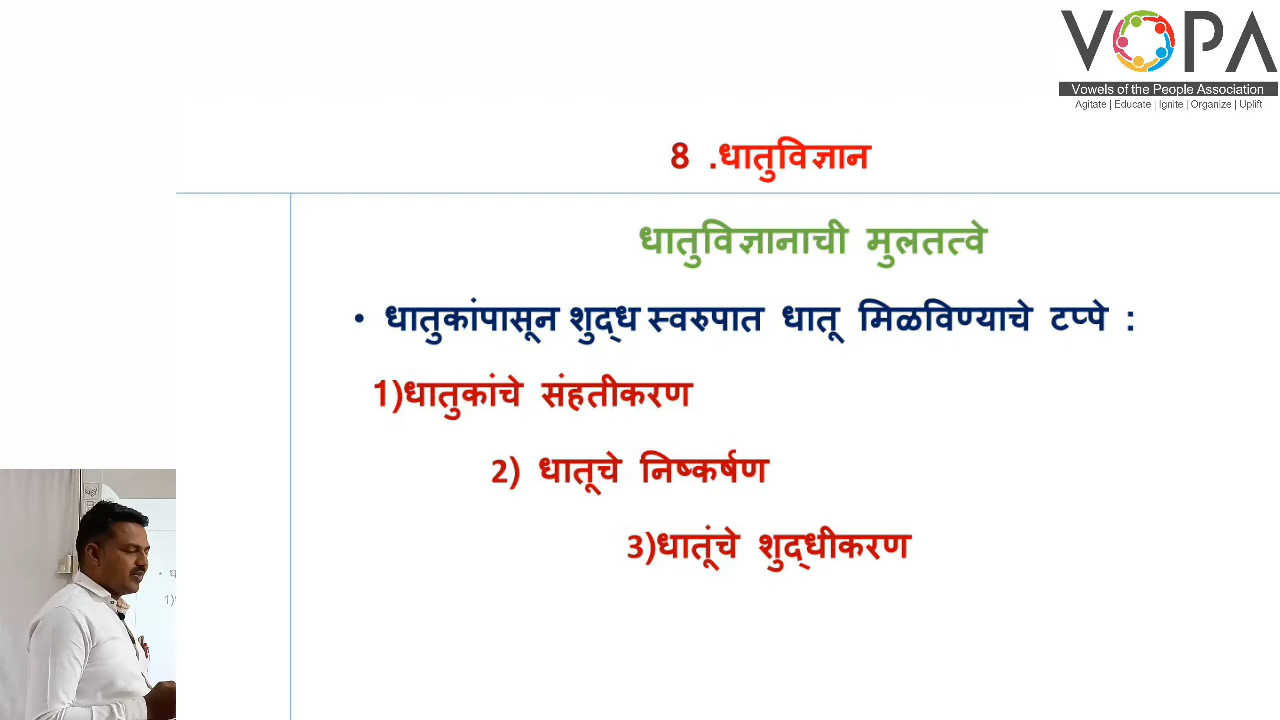 VOPA
Vowels of the People Association
Agitate | Educate | Ignite | Organize | Uplift
8 .धातुविज्ञान
धातुविज्ञानाची मुलतत्वे
• धातुकांपासून शुद्ध स्वरुपात धातू मिळविण्याचे टप्पे :
1)धातुकांचे संहतीकरण
2) धातूचे निष्कर्षण
3)धातूंचे शुद्धीकरण